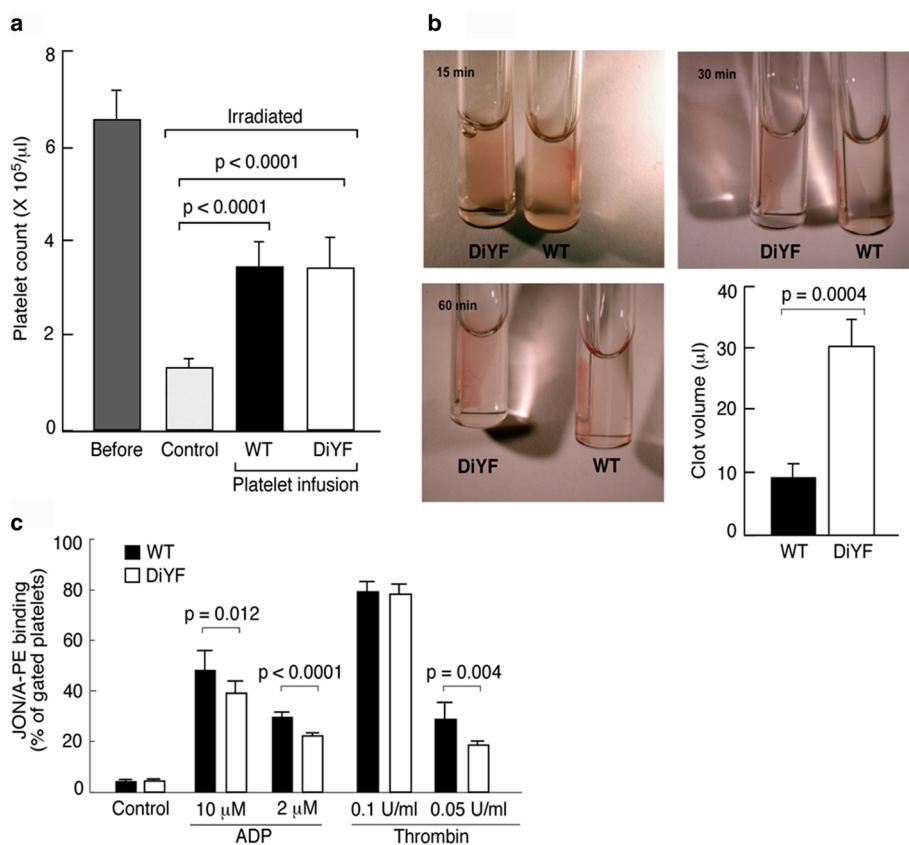 a
Platelet count (X 10⁵/µl)
8
6
4
2
0
Irradiated
p < 0.0001
p < 0.0001
Before
Control
WT
DiYF
Platelet infusion
b
15 min
DiYF WT
30 min
DiYF WT
60 min
DiYF WT
Clot volume (µl)
40
30
20
10
0
p = 0.0004
WT DiYF
c
JON/A-PE binding
(% of gated platelets)
100
80
60
40
20
0
WT
DiYF
p = 0.012
p < 0.0001
p = 0.004
Control 10 µM 2 µM 0.1 U/ml 0.05 U/ml
ADP Thrombin